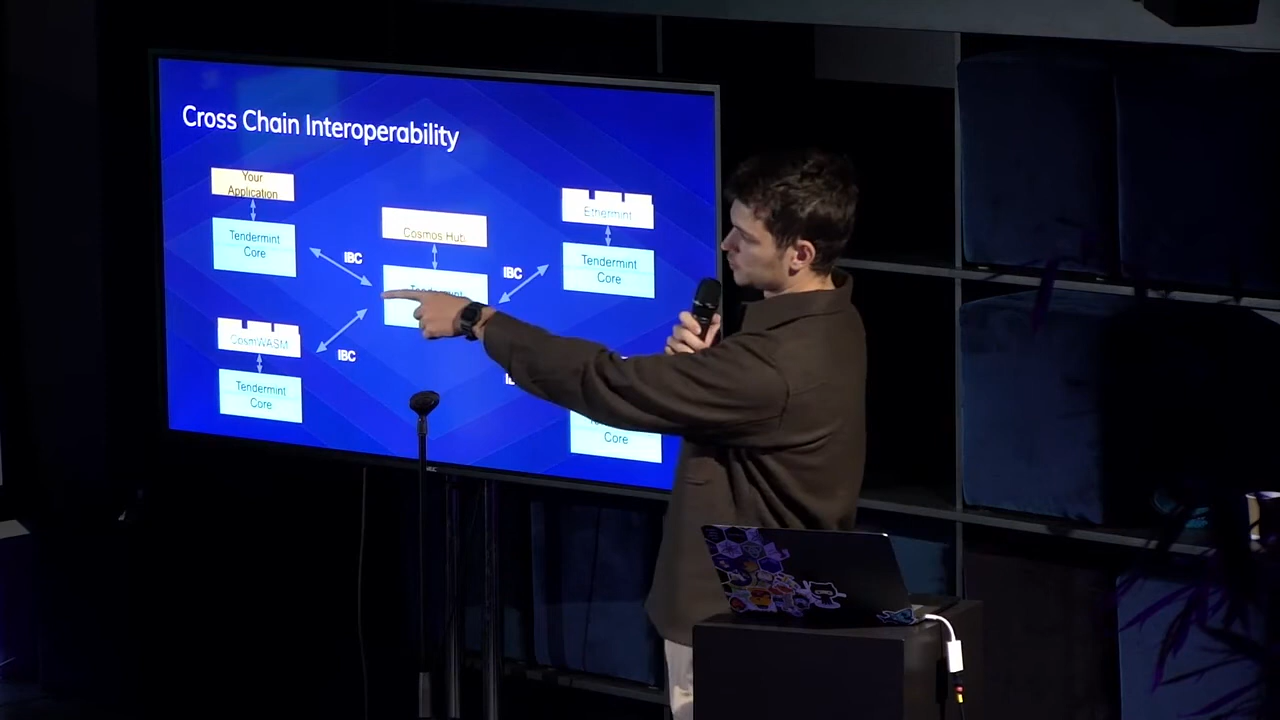 Cross Chain Interoperability
Your
Application
Tendermint
Core
IBC
Cosmos Hub
Tendermint
IBC
Ethermint
Tendermint
Core
CosmWASM
Tendermint
Core
IBC
Core